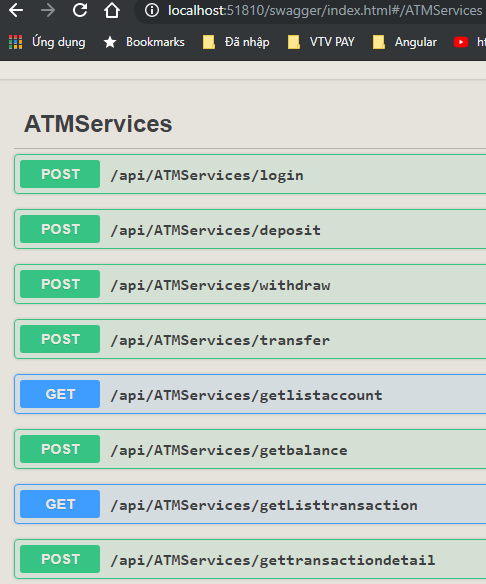 localhost:51810/swagger/index.html#/ATMServices
Ứng dụng Bookmarks Đã nhập VTV PAY Angular
ATMServices
POST /api/ATMServices/login
POST /api/ATMServices/deposit
POST /api/ATMServices/withdraw
POST /api/ATMServices/transfer
GET /api/ATMServices/getlistaccount
POST /api/ATMServices/getbalance
GET /api/ATMServices/getListtransaction
POST /api/ATMServices/gettransactiondetail